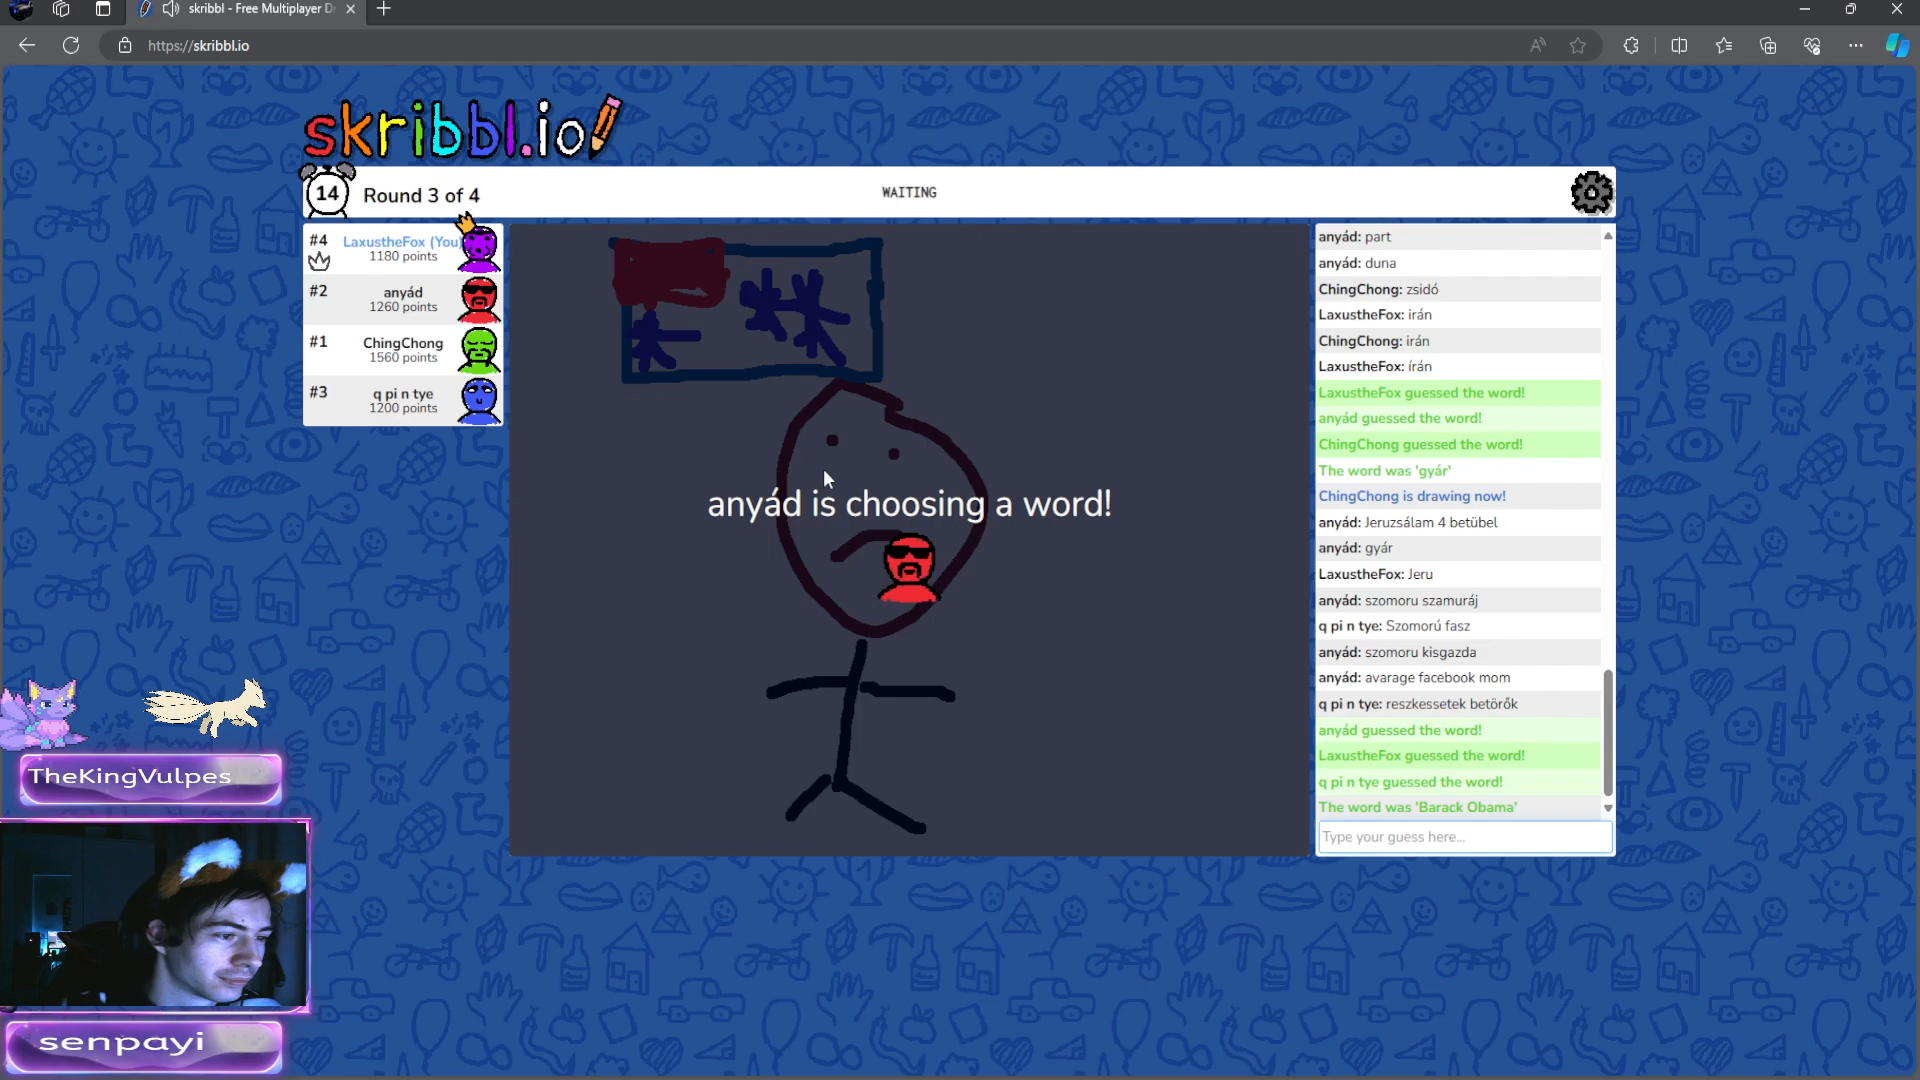 skribbl - Free Multiplayer D
https://skribbl.io
skribbl.io
14
Round 3 of 4
WAITING
#4
LaxustheFox (You)
1180 points
#2
anyád
1260 points
#1
ChingChong
1560 points
#3
q pi n tye
1200 points
anyád is choosing a word!
anyád: part
anyád: duna
ChingChong: zsidó
LaxustheFox: irán
ChingChong: irán
LaxustheFox: írán
LaxustheFox guessed the word!
anyád guessed the word!
ChingChong guessed the word!
The word was 'gyár'
ChingChong is drawing now!
anyád: Jeruzsálam 4 betübel
anyád: gyár
LaxustheFox: Jeru
anyád: szomoru szamuráj
q pi n tye: Szomorú fasz
anyád: szomoru kisgazda
anyád: avarage facebook mom
q pi n tye: reszkessetek betörők
anyád guessed the word!
LaxustheFox guessed the word!
q pi n tye guessed the word!
The word was 'Barack Obama'
Type your guess here...
TheKingVulpes
senpayi